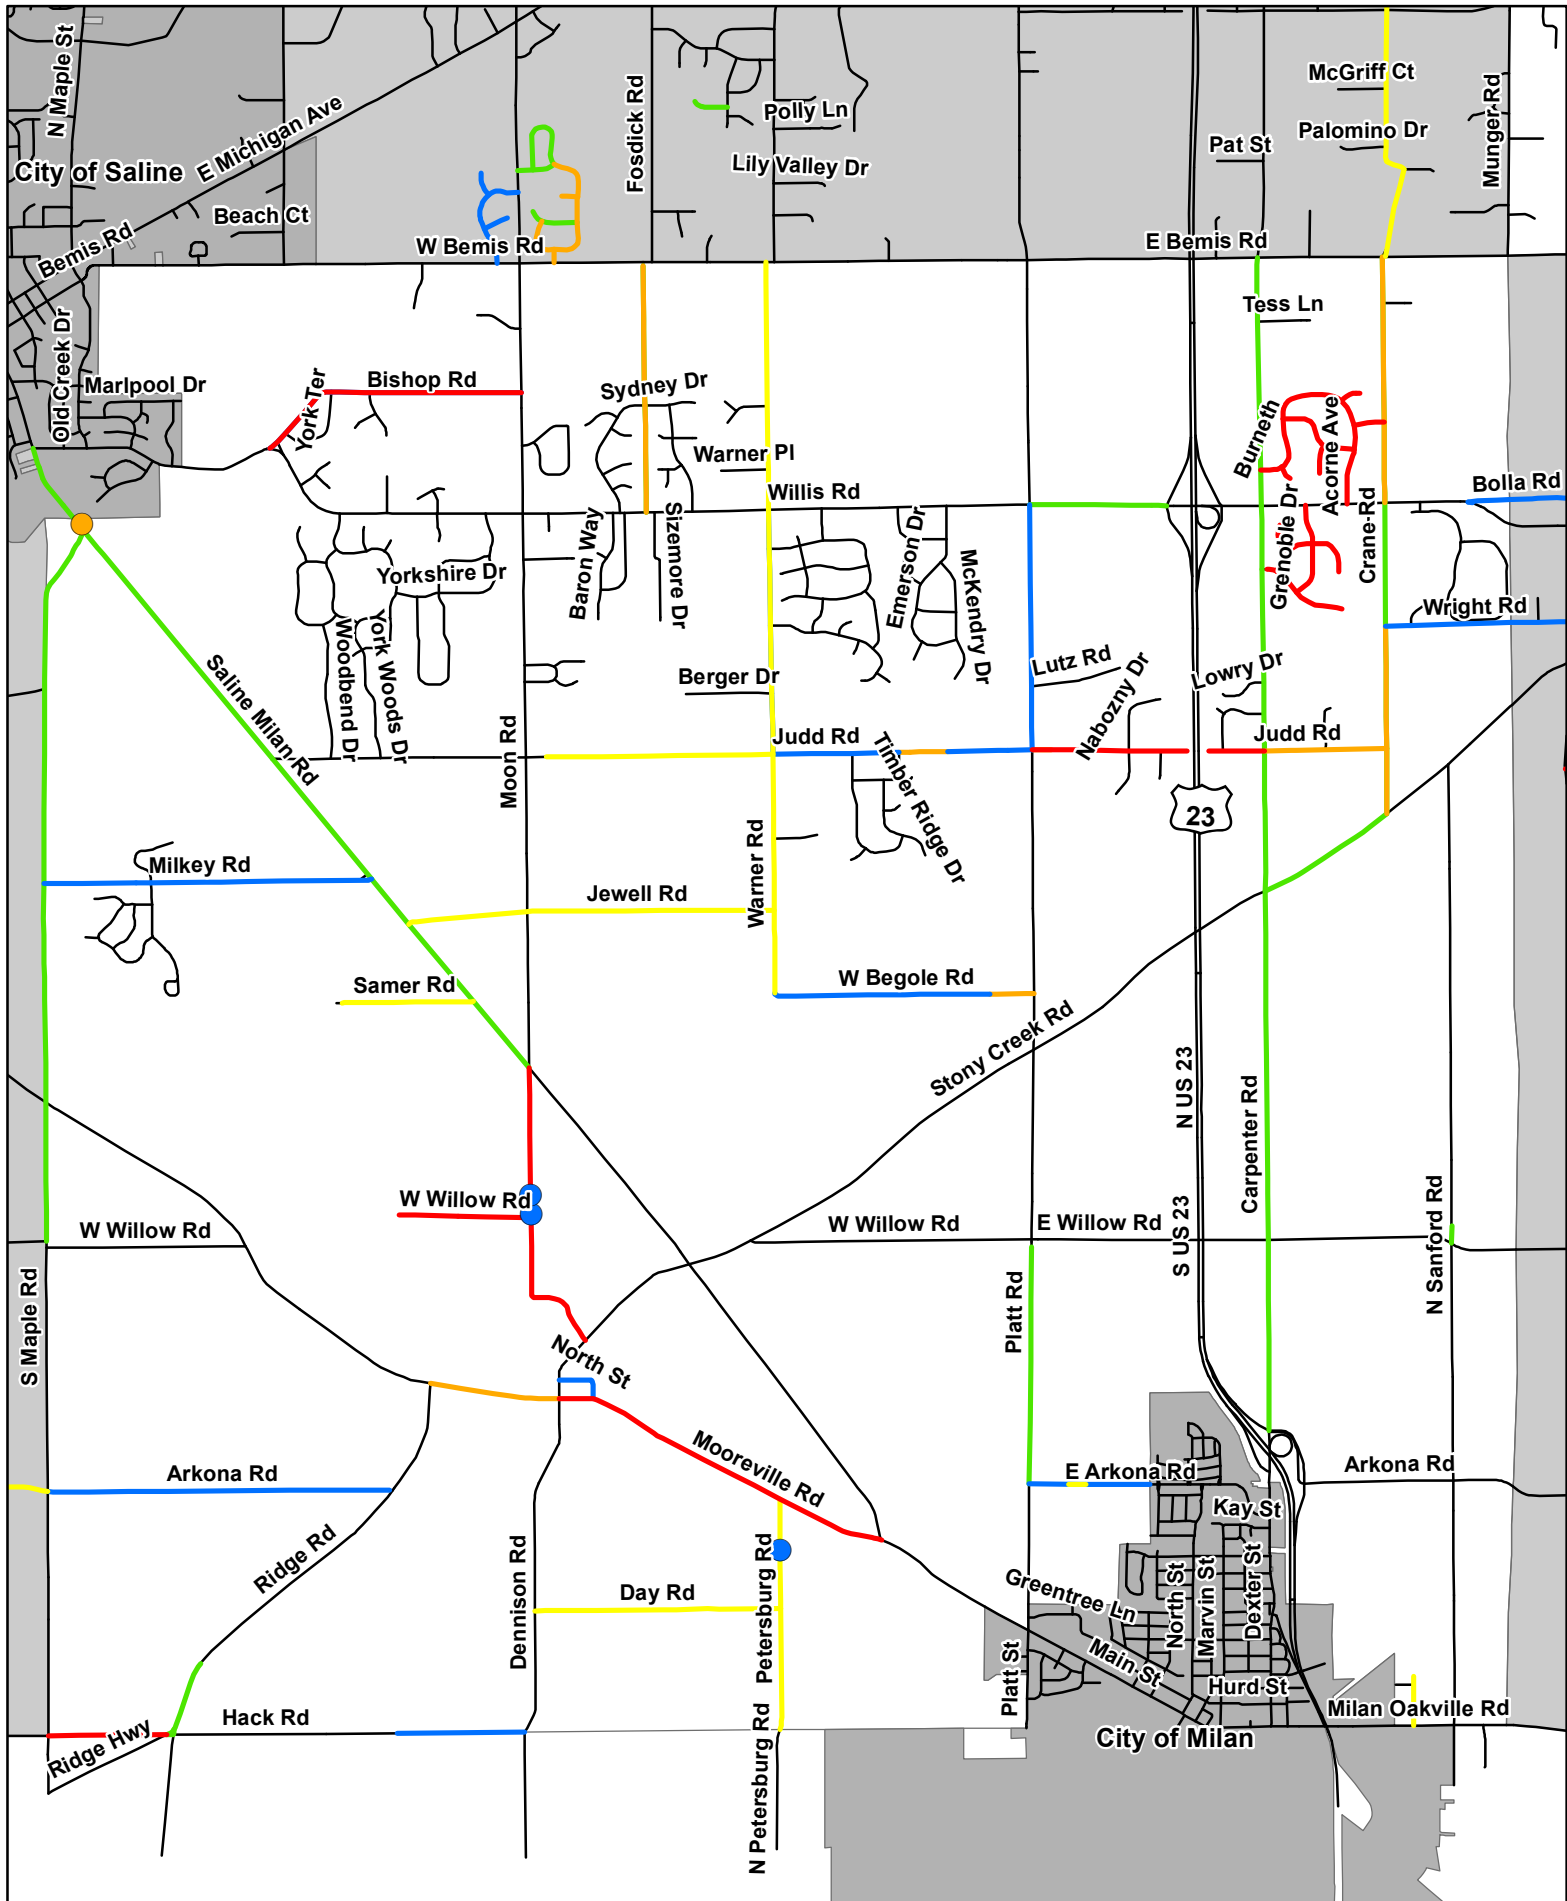 N Maple St
McGriff Ct
Munger Rd
Fosdick Rd
Polly Ln
E Michigan Ave
Palomino Dr
Pat St
City of Saline
Lily Valley Dr
Beach Ct
Bemis Rd
W Bemis Rd
E Bemis Rd
Tess Ln
Old Creek Dr
Marlpool Dr
York Ter
Bishop Rd
Sydney Dr
Burneth
Acorne Ave
Warner Pl
Willis Rd
Bolla Rd
Grenoble Dr
Crane Rd
Baron Way
Sizemore Dr
Emerson Dr
McKendry Dr
Yorkshire Dr
Wright Rd
Woodbend Dr
York Woods Dr
Saline Milan Rd
Berger Dr
Lutz Rd
Nabozny Dr
Lowry Dr
Moon Rd
Judd Rd
Timber Ridge Dr
Judd Rd
23
Milkey Rd
Warner Rd
Jewell Rd
Samer Rd
W Begole Rd
Stony Creek Rd
N US 23
Carpenter Rd
W Willow Rd
W Willow Rd
W Willow Rd
E Willow Rd
S US 23
N Sanford Rd
S Maple Rd
Platt Rd
North St
Mooreville Rd
Arkona Rd
E Arkona Rd
Arkona Rd
Kay St
Ridge Rd
Dennison Rd
Day Rd
Petersburg Rd
Greentree Ln
North St
Marvin St
Dexter St
Main St
Platt St
Hurd St
Hack Rd
Ridge Hwy
N Petersburg Rd
Milan Oakville Rd
City of Milan